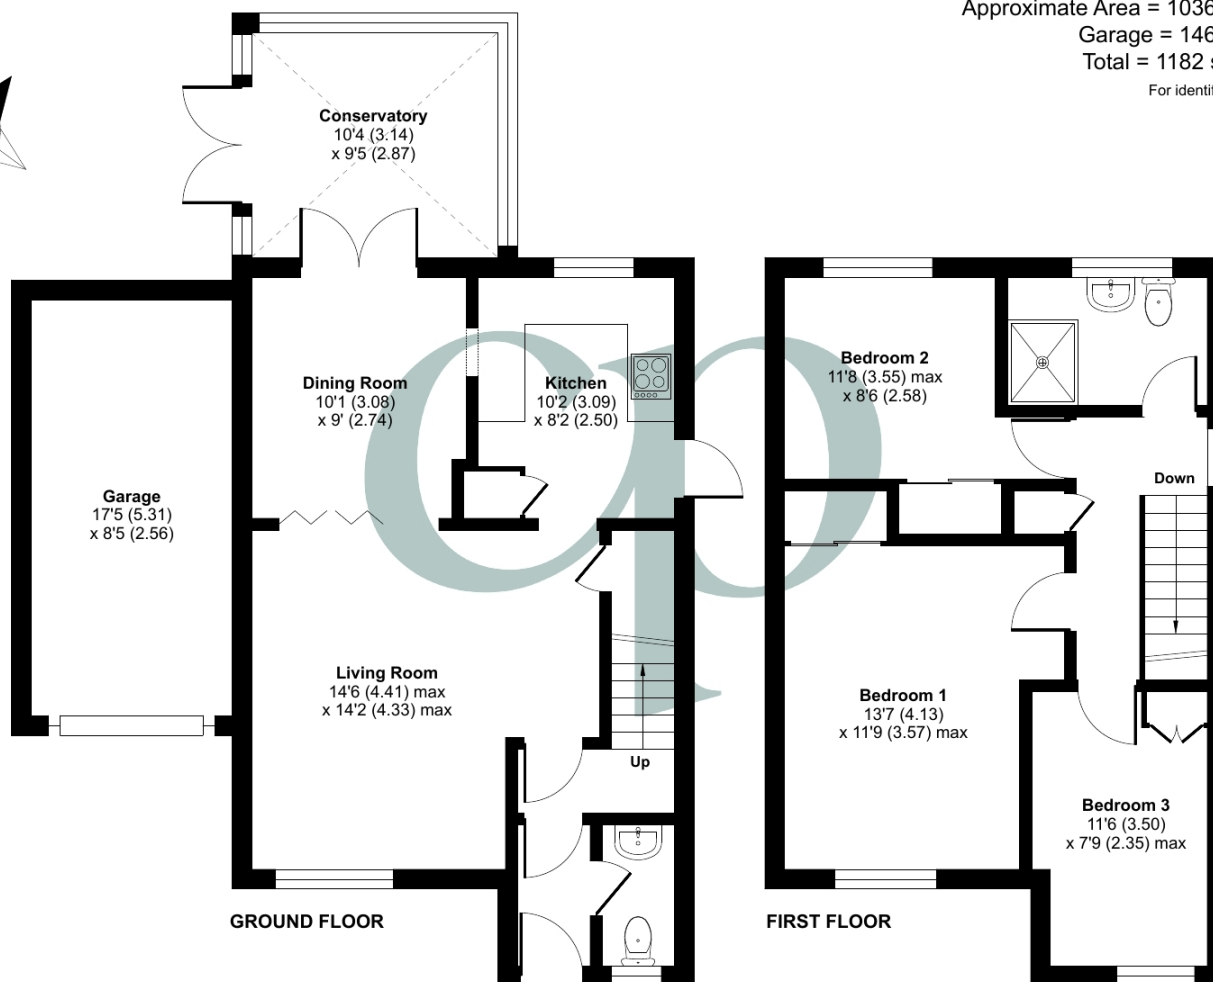 Approximate Area = 1036
Garage = 146
Total = 1182 s
For identif
Conservatory
10'4 (3.14)
x 9'5 (2.87)
Dining Room
10'1 (3.08)
x 9' (2.74)
Kitchen
10'2 (3.09)
x 8'2 (2.50)
Garage
17'5 (5.31)
x 8'5 (2.56)
Living Room
14'6 (4.41) max
x 14'2 (4.33) max
Up
GROUND FLOOR
Bedroom 2
11'8 (3.55) max
x 8'6 (2.58)
Down
Bedroom 1
13'7 (4.13)
x 11'9 (3.57) max
Bedroom 3
11'6 (3.50)
x 7'9 (2.35) max
FIRST FLOOR
cp